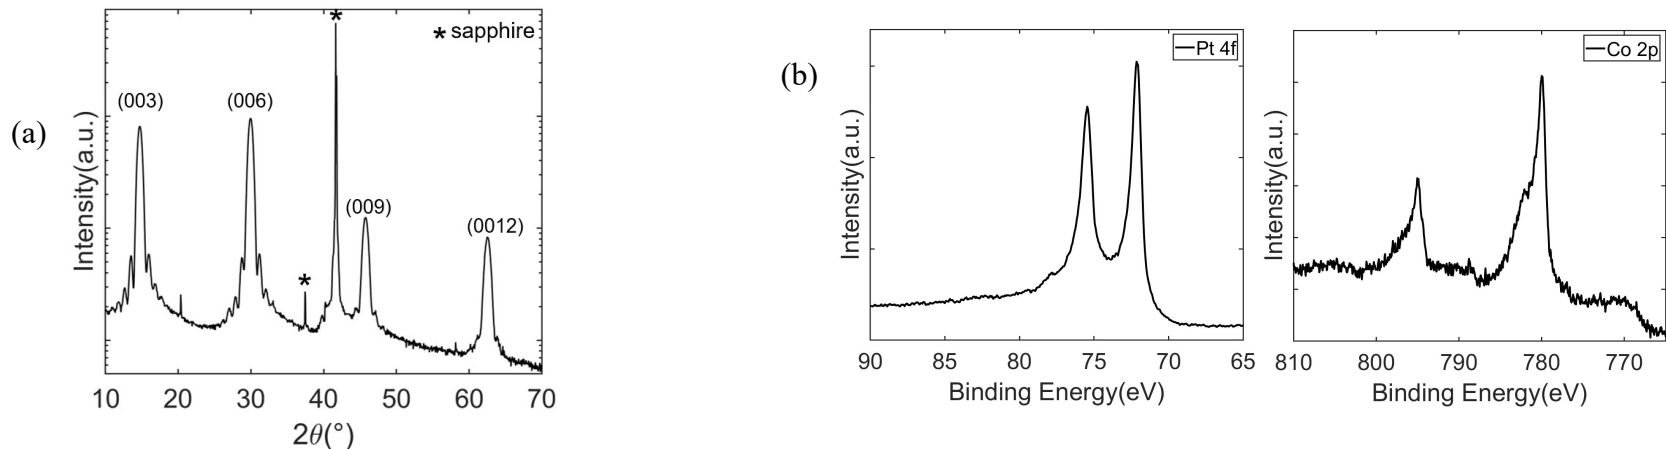 (a)
* sapphire
*
*
(003)
(006)
(009)
(0012)
Intensity(a.u.)
10 20 30 40 50 60 70
2θ(°)
(b)
Pt 4f
Intensity(a.u.)
90 85 80 75 70 65
Binding Energy(eV)
Co 2p
Intensity(a.u.)
810 800 790 780 770
Binding Energy(eV)